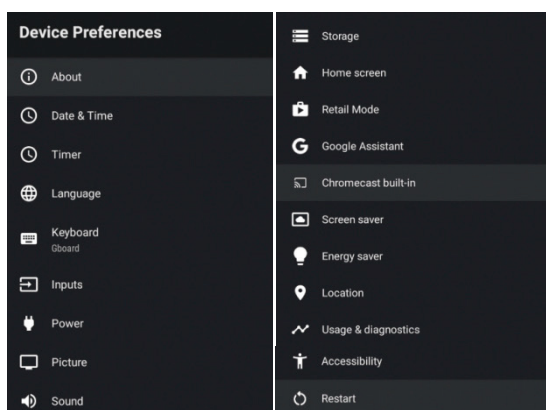 Device Preferences
About
Date & Time
Timer
Language
Keyboard
Gboard
Inputs
Power
Picture
Sound
Storage
Home screen
Retail Mode
Google Assistant
Chromecast built-in
Screen saver
Energy saver
Location
Usage & diagnostics
Accessibility
Restart